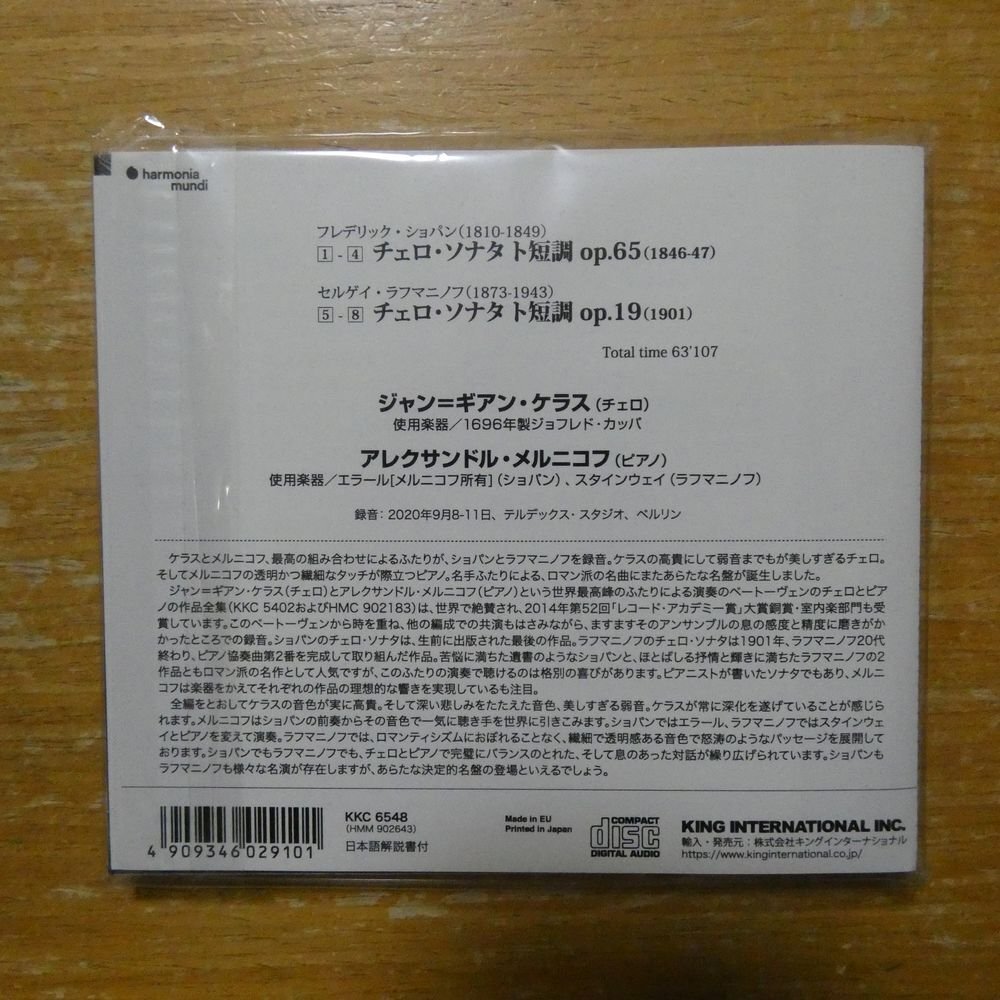 harmonia
mundi
フレデリック・ショパン(1810-1849)
1 - 4 チェロ・ソナタ ト短調 op.65(1846-47)
セルゲイ・ラフマニノフ(1873-1943)
5 - 8 チェロ・ソナタ ト短調 op.19(1901)
Total time 63'107
ジャン=ギアン・ケラス(チェロ)
使用楽器/1696年製ジョフレド・カッパ
アレクサンドル・メルニコフ(ピアノ)
使用楽器/エラール[メルニコフ所有](ショパン)、スタインウェイ(ラフマニノフ)
録音:2020年9月8-11日、テルデックス・スタジオ、ベルリン
ケラスとメルニコフ、最高の組み合わせによるふたりが、ショパンとラフマニノフを録音。ケラスの高貴にして弱音までもが美しすぎるチェロ。
そしてメルニコフの透明かつ繊細なタッチが際立つピアノ。名手ふたりによる、ロマン派の名曲にまたあらたな名盤が誕生しました。
ジャン=ギアン・ケラス(チェロ)とアレクサンドル・メルニコフ(ピアノ)という世界最高峰のふたりによる演奏のベートーヴェンのチェロとピア
ノの作品全集(KKC 5402およびHMC 902183)は、世界で絶賛され、2014年第52回「レコード・アカデミー賞」大賞銅賞・室内楽部門も受
賞しています。このベートーヴェンから時を重ね、他の編成での共演もはさみながら、ますますそのアンサンブルの息の感度と精度に磨きがか
かったところでの録音。ショパンのチェロ・ソナタは、生前に出版された最後の作品。ラフマニノフのチェロ・ソナタは1901年、ラフマニノフ20代
終わり、ピアノ協奏曲第2番を完成して取り組んだ作品。苦悩に満ちた遺書のようなショパンと、ほとばしる抒情と輝きに満ちたラフマニノフの2
作品ともロマン派の名作として人気ですが、このふたりの演奏で聴けるのは格別の喜びがあります。ピアニストが書いたソナタでもあり、メルニ
コフは楽器をかえてそれぞれの作品の理想的な響きを実現しているも注目。
全編をとおしてケラスの音色が実に高貴。そして深い悲しみをたたえた音色、美しすぎる弱音。ケラスが常に深化を遂げていることが感じら
れます。メルニコフはショパンの前奏からその音色で一気に聴き手を世界に引きこみます。ショパンではエラール、ラフマニノフではスタインウェ
イとピアノを変えて演奏。ラフマニノフでは、ロマンティシズムにおぼれることなく、繊細で透明感ある音色で怒涛のようなパッセージを展開して
おります。ショパンでもラフマニノフでも、チェロとピアノで完璧にバランスのとれた、そして息のあった対話が繰り広げられています。ショパンも
ラフマニノフも様々な名演が存在しますが、あらたな決定的名盤の登場といえるでしょう。
4 909346 029101
KKC 6548
(HMM 902643)
日本語解説書付
Made in EU
Printed in Japan
COMPACT
disc
DIGITAL AUDIO
KING INTERNATIONAL INC.
輸入・発売元:株式会社キングインターナショナル
https://www.kinginternational.co.jp/